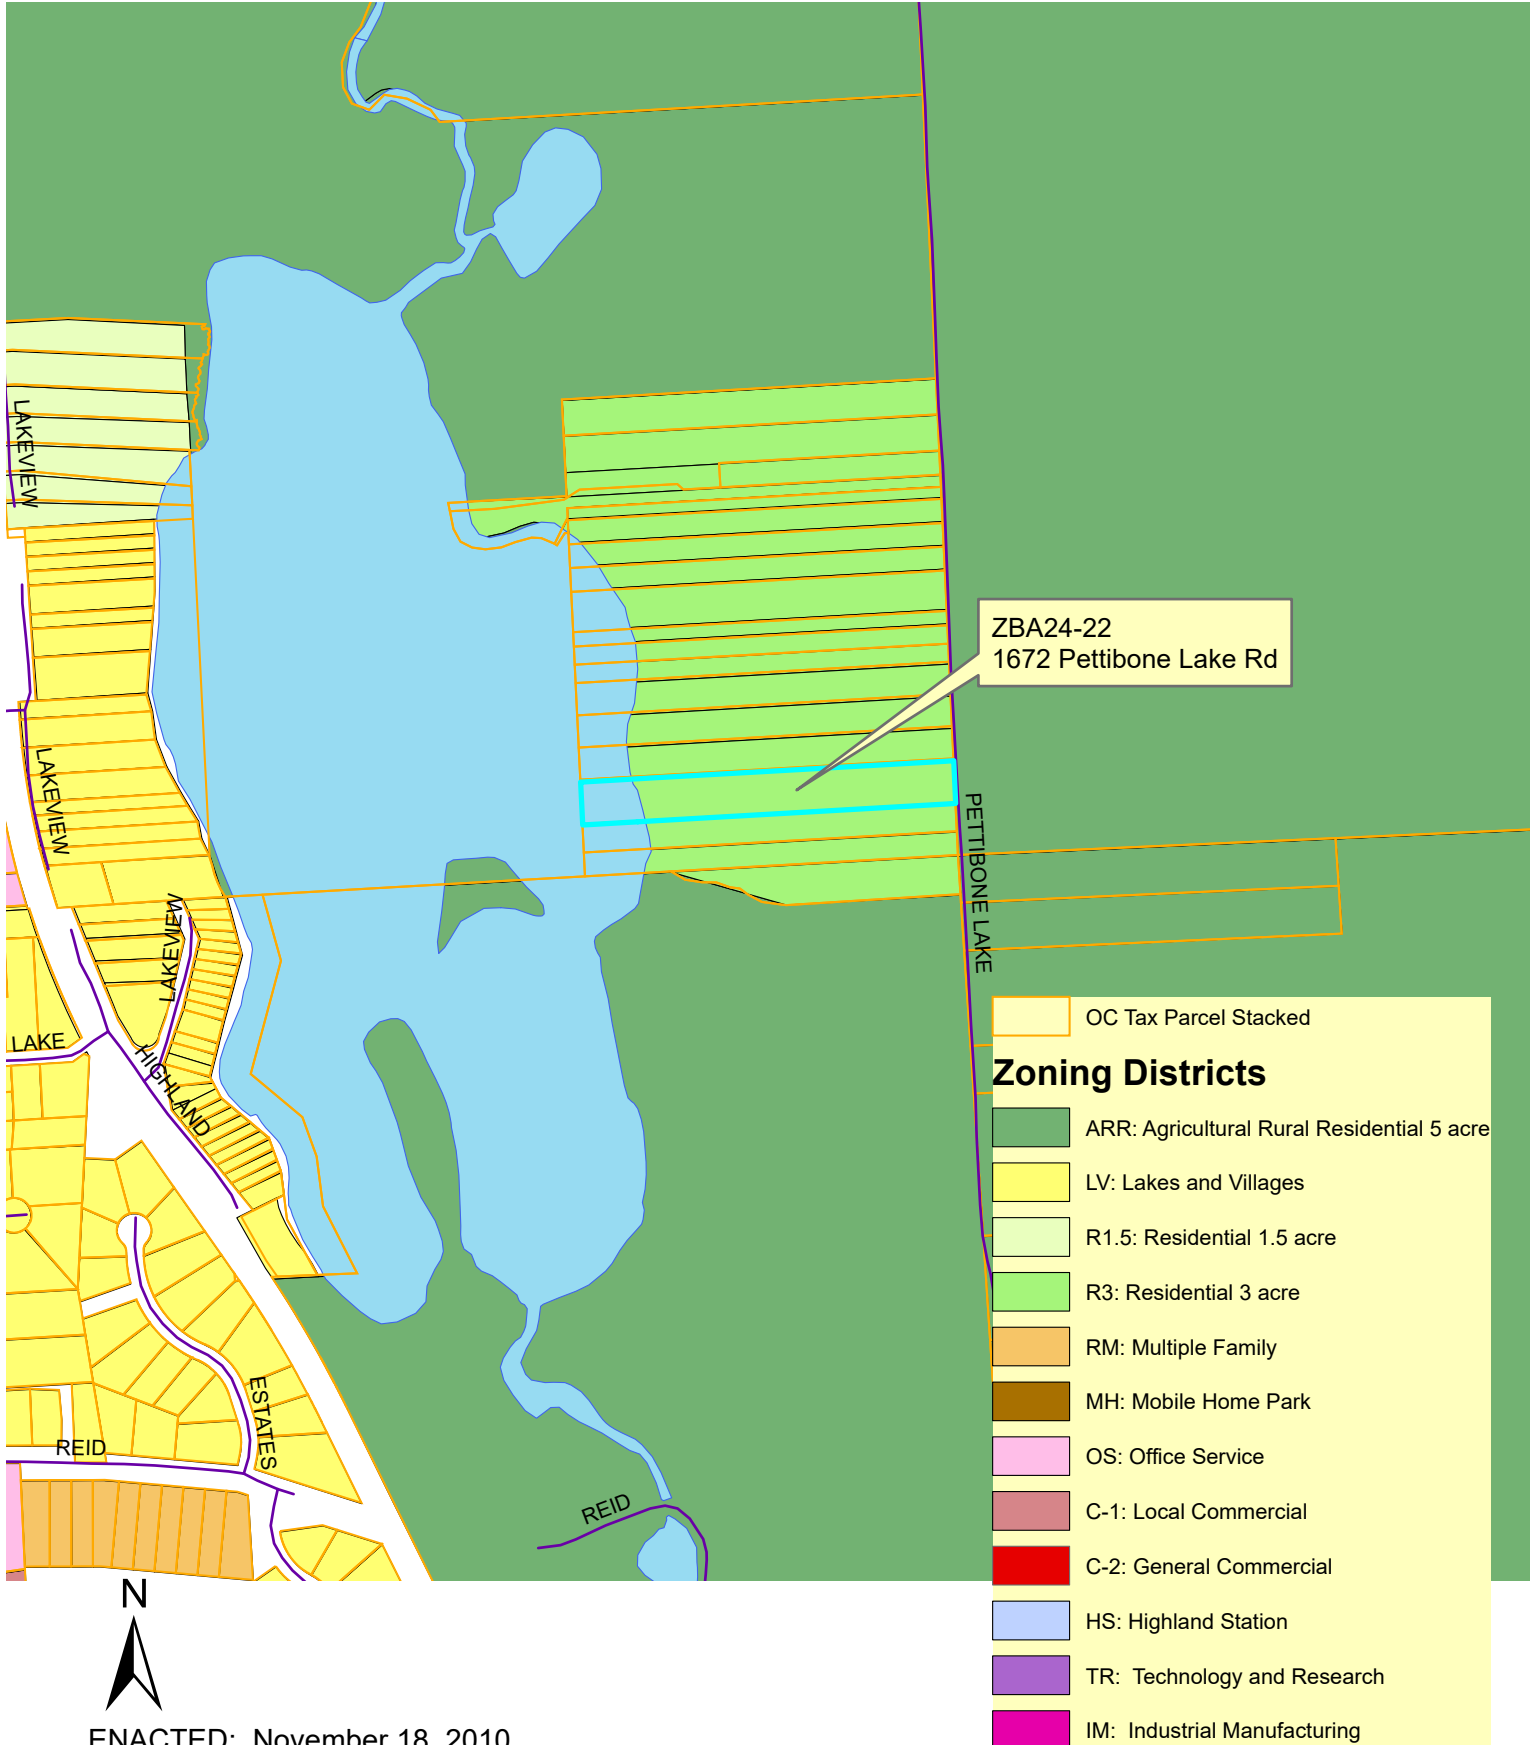 LAKEVIEW
ZBA24-22
1672 Pettibone Lake Rd
LAKEVIEW
PETTIBONE LAKE
LAKEVIEW
LAKE
HIGHLAND
ESTATES
REID
REID
OC Tax Parcel Stacked
Zoning Districts
ARR: Agricultural Rural Residential 5 acre
LV: Lakes and Villages
R1.5: Residential 1.5 acre
R3: Residential 3 acre
RM: Multiple Family
MH: Mobile Home Park
OS: Office Service
C-1: Local Commercial
C-2: General Commercial
HS: Highland Station
TR: Technology and Research
IM: Industrial Manufacturing
N
ENACTED: November 18, 2010